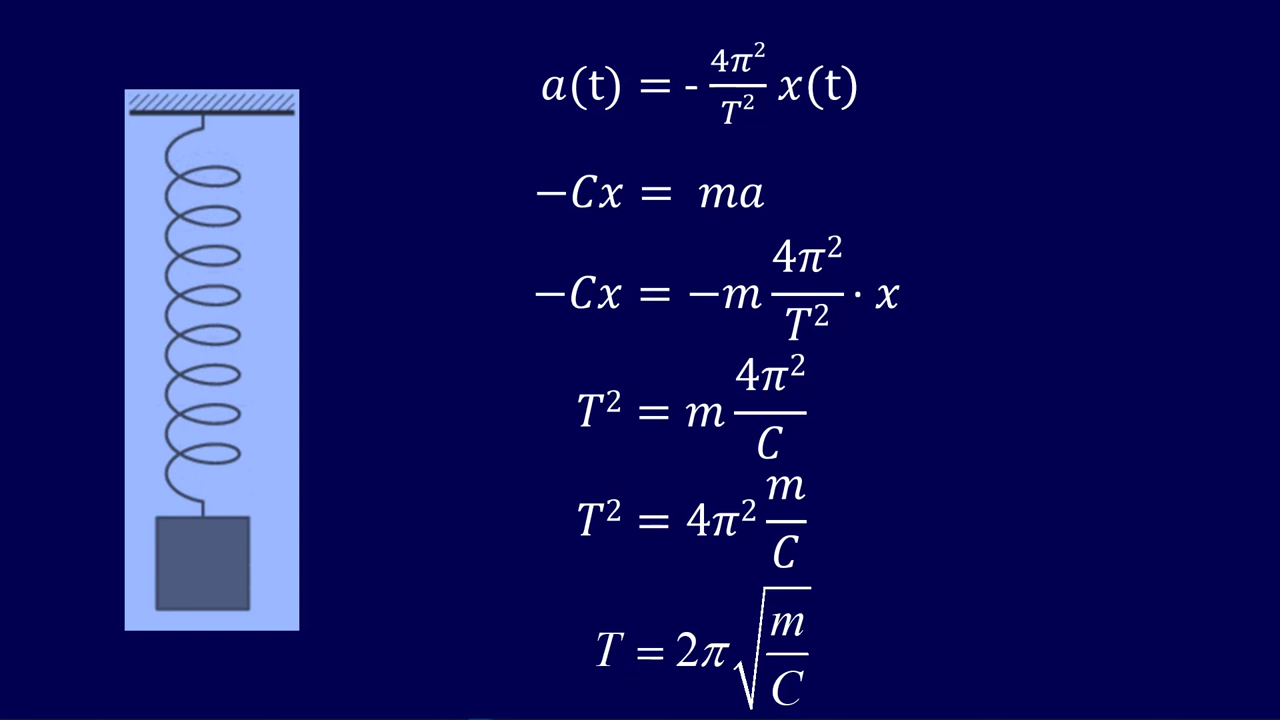 a(t) = - 4π²/T² x(t)
−Cx = ma
−Cx = −m 4π²/T² · x
T² = m 4π²/C
T² = 4π² m/C
T = 2π√(m/C)